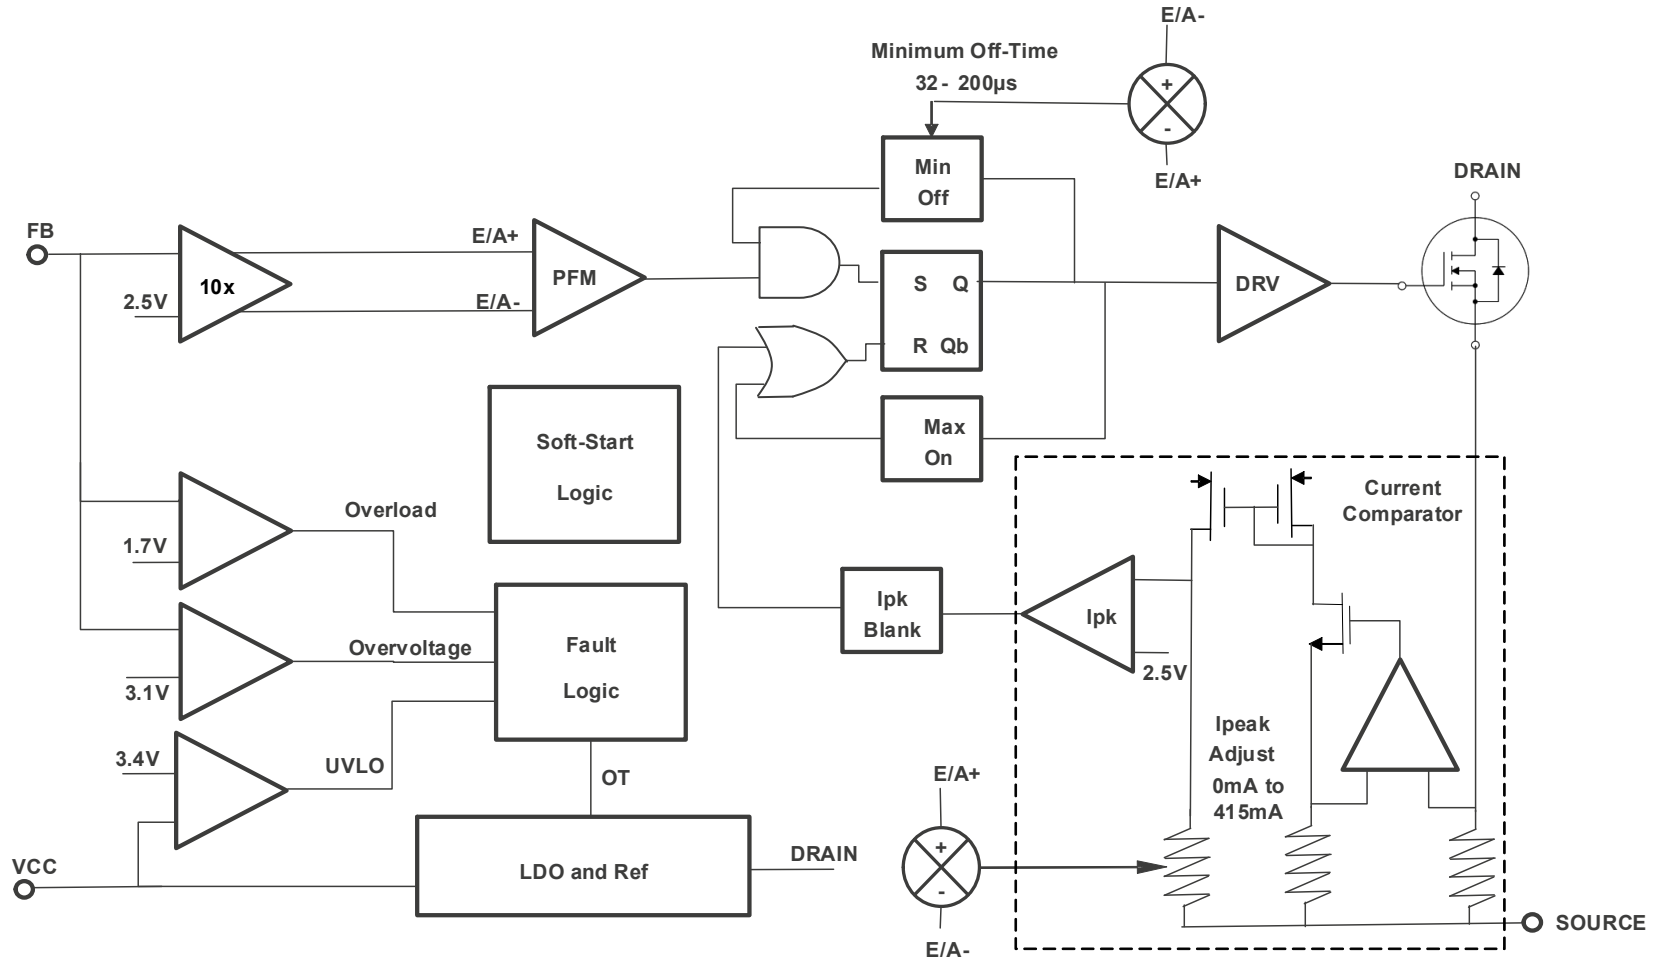 E/A-
Minimum Off-Time
32 - 200µs
+
-
E/A+
Min
Off
DRAIN
FB
E/A+
10x
2.5V
E/A-
PFM
S Q
R Qb
DRV
Max
On
Soft-Start
Logic
Current
Comparator
Overload
1.7V
Ipk
Blank
Ipk
2.5V
Fault
Logic
Overvoltage
3.1V
3.4V
UVLO
OT
Ipeak
Adjust
0mA to
415mA
E/A+
+
-
E/A-
VCC
LDO and Ref
DRAIN
SOURCE